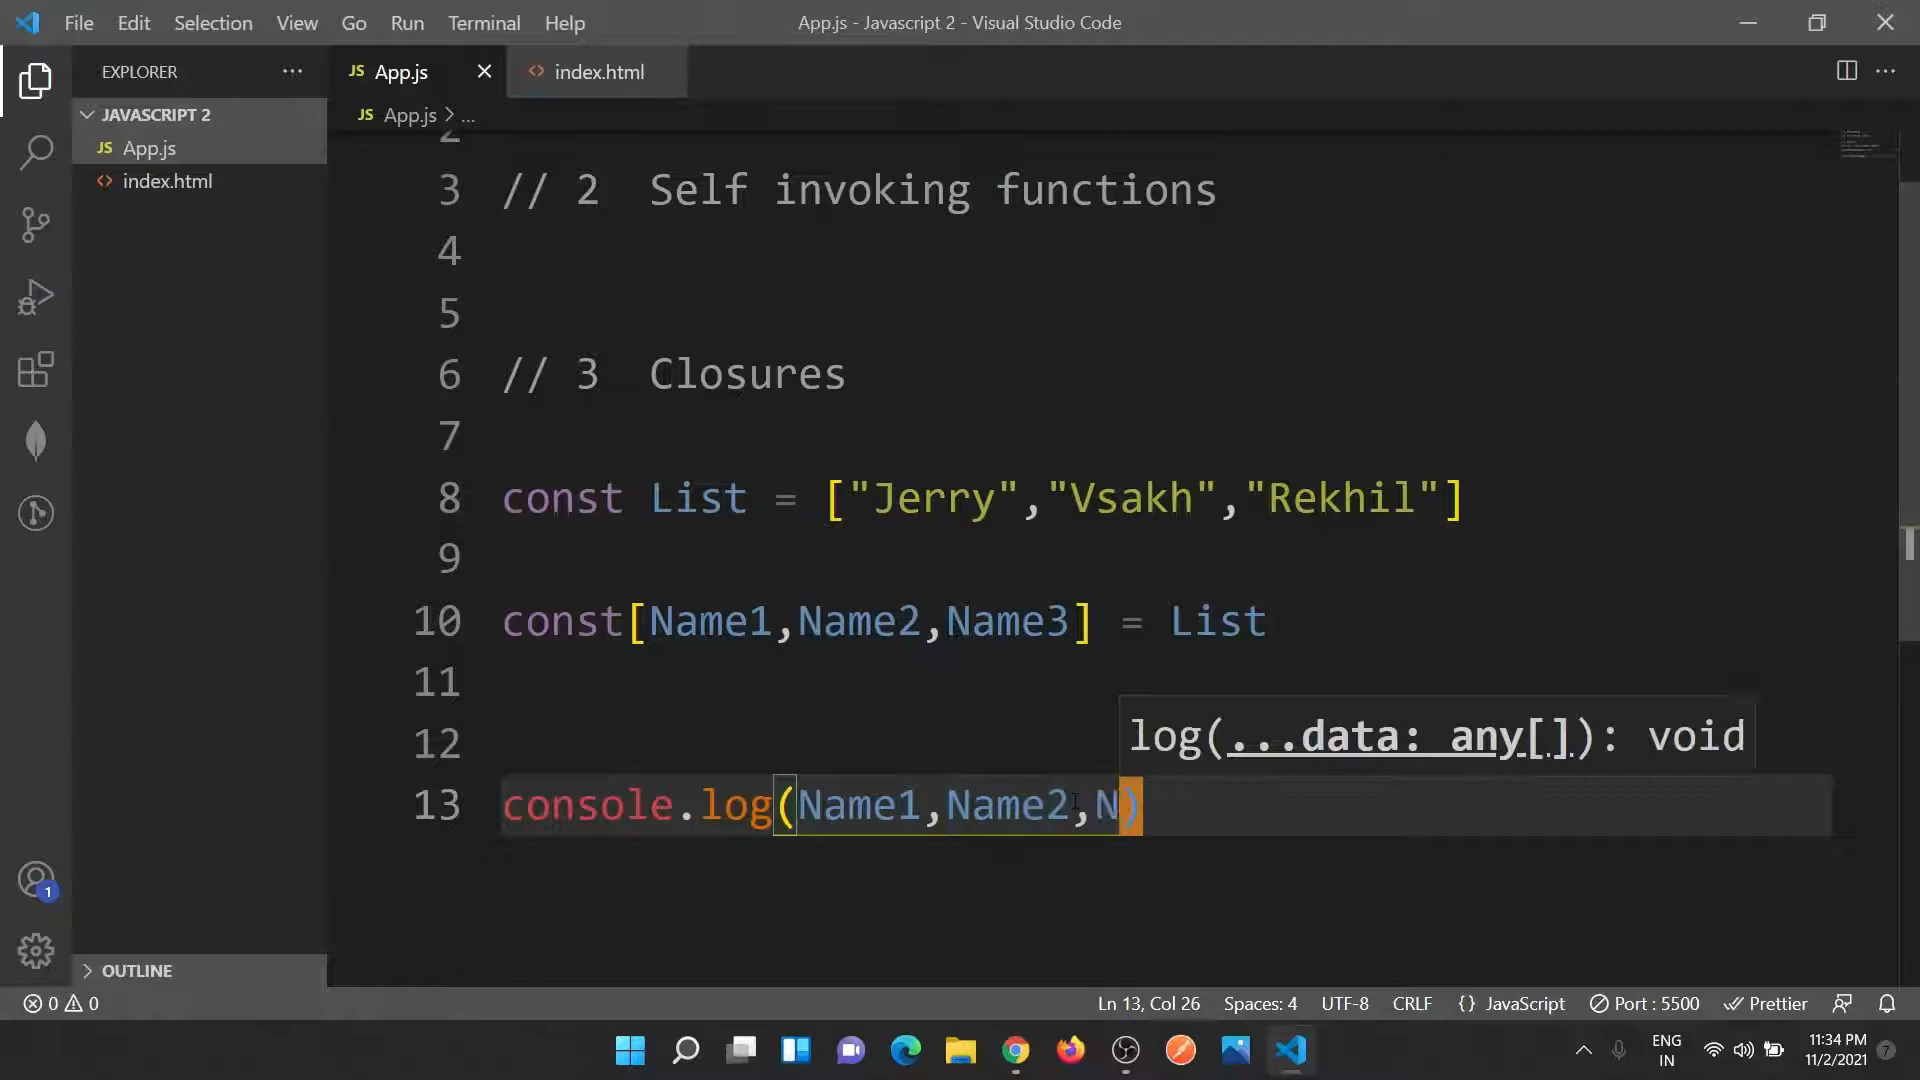 File Edit Selection View Go Run Terminal Help App.js - Javascript 2 - Visual Studio Code
EXPLORER
JS App.js
index.html
JAVASCRIPT 2
JS App.js > ...
JS App.js
index.html
2
3 // 2 Self invoking functions
4
5
6 // 3 Closures
7
8 const List = ["Jerry","Vsakh","Rekhil"]
9
10 const[Name1,Name2,Name3] = List
11
log(...data: any[]): void
12
13 console.log(Name1,Name2,N)
1
OUTLINE
0 0 Ln 13, Col 26 Spaces: 4 UTF-8 CRLF {} JavaScript Port : 5500 Prettier
ENG
IN
11:34 PM
11/2/2021
7